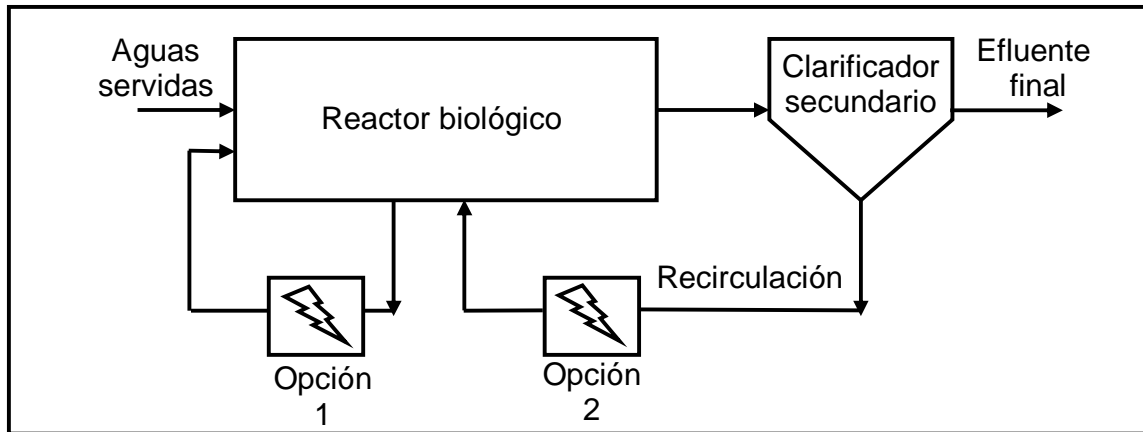 Aguas
servidas
Reactor biológico
Clarificador
secundario
Efluente
final
Recirculación
Opción
1
Opción
2